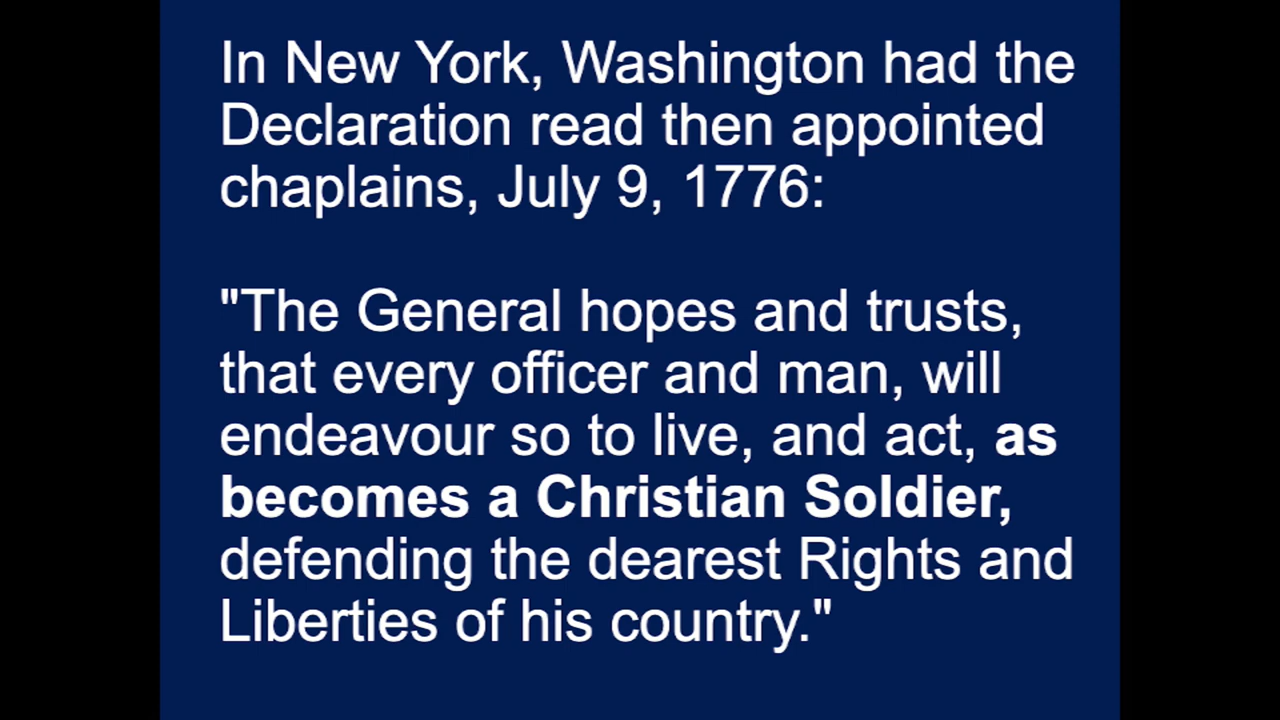 In New York, Washington had the
Declaration read then appointed
chaplains, July 9, 1776:
"The General hopes and trusts,
that every officer and man, will
endeavour so to live, and act, as
becomes a Christian Soldier,
defending the dearest Rights and
Liberties of his country."